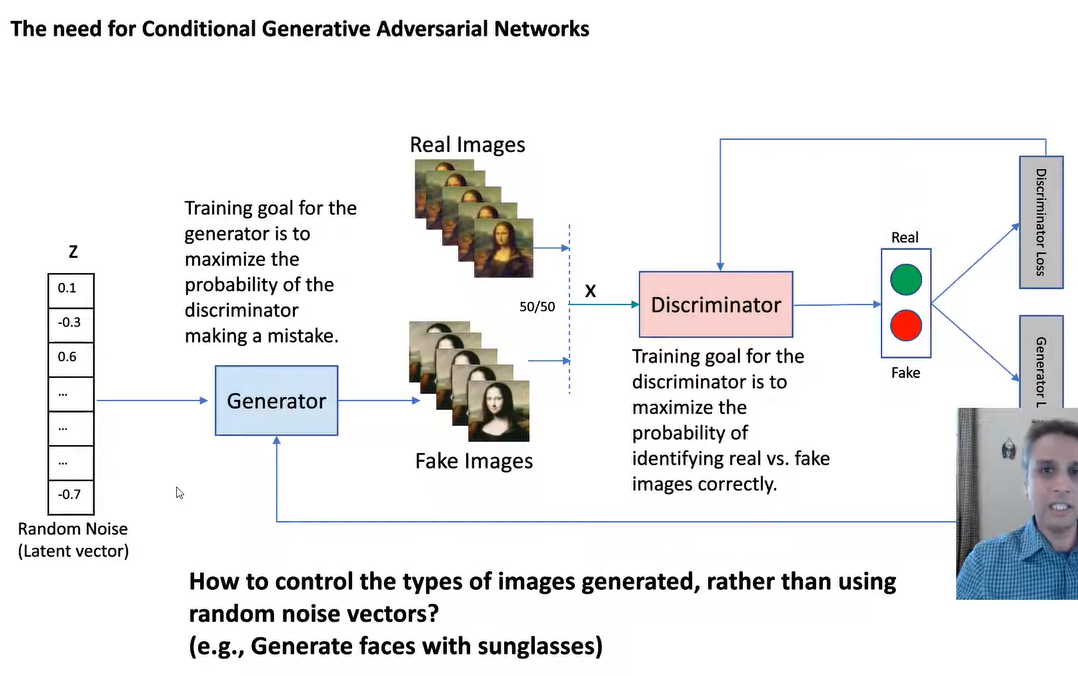 The need for Conditional Generative Adversarial Networks
Real Images
Training goal for the
generator is to
maximize the
probability of the
discriminator
making a mistake.
Z
0.1
-0.3
0.6
...
...
...
-0.7
Random Noise
(Latent vector)
Generator
Fake Images
50/50
X
Discriminator
Training goal for the
discriminator is to
maximize the
probability of
identifying real vs. fake
images correctly.
Real
Fake
Discriminator Loss
Generator L
How to control the types of images generated, rather than using
random noise vectors?
(e.g., Generate faces with sunglasses)